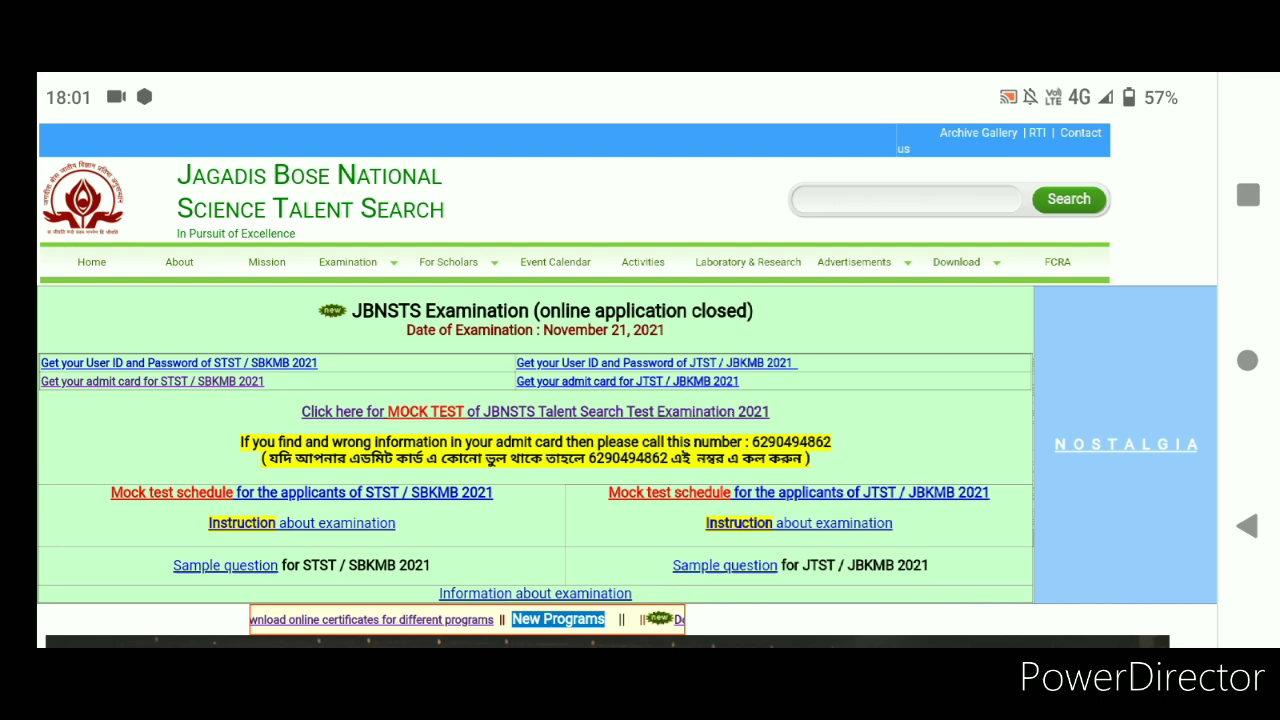 18:01
Vo)
LTE
4G
57%
Archive Gallery | RTI | Contact
us
JAGADIS BOSE NATIONAL
SCIENCE TALENT SEARCH
In Pursuit of Excellence
Search
Home About Mission Examination For Scholars Event Calendar Activities Laboratory & Research Advertisements Download FCRA
new JBNSTS Examination (online application closed)
Date of Examination : November 21, 2021
Get your User ID and Password of STST / SBKMB 2021
Get your User ID and Password of JTST / JBKMB 2021
Get your admit card for STST / SBKMB 2021
Get your admit card for JTST / JBKMB 2021
Click here for MOCK TEST of JBNSTS Talent Search Test Examination 2021
If you find and wrong information in your admit card then please call this number : 6290494862
( যদি আপনার এডমিট কার্ড এ কোনো ভুল থাকে তাহলে 6290494862 এই নম্বর এ কল করুন )
NOSTALGIA
Mock test schedule for the applicants of STST / SBKMB 2021
Mock test schedule for the applicants of JTST / JBKMB 2021
Instruction about examination
Instruction about examination
Sample question for STST / SBKMB 2021
Sample question for JTST / JBKMB 2021
Information about examination
wnload online certificates for different programs || New Programs || || new Do
PowerDirector